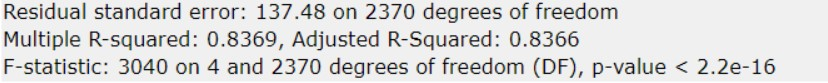 Residual standard error: 137.48 on 2370 degrees of freedom
Multiple R-squared: 0.8369, Adjusted R-Squared: 0.8366
F-statistic: 3040 on 4 and 2370 degrees of freedom (DF), p-value < 2.2e-16